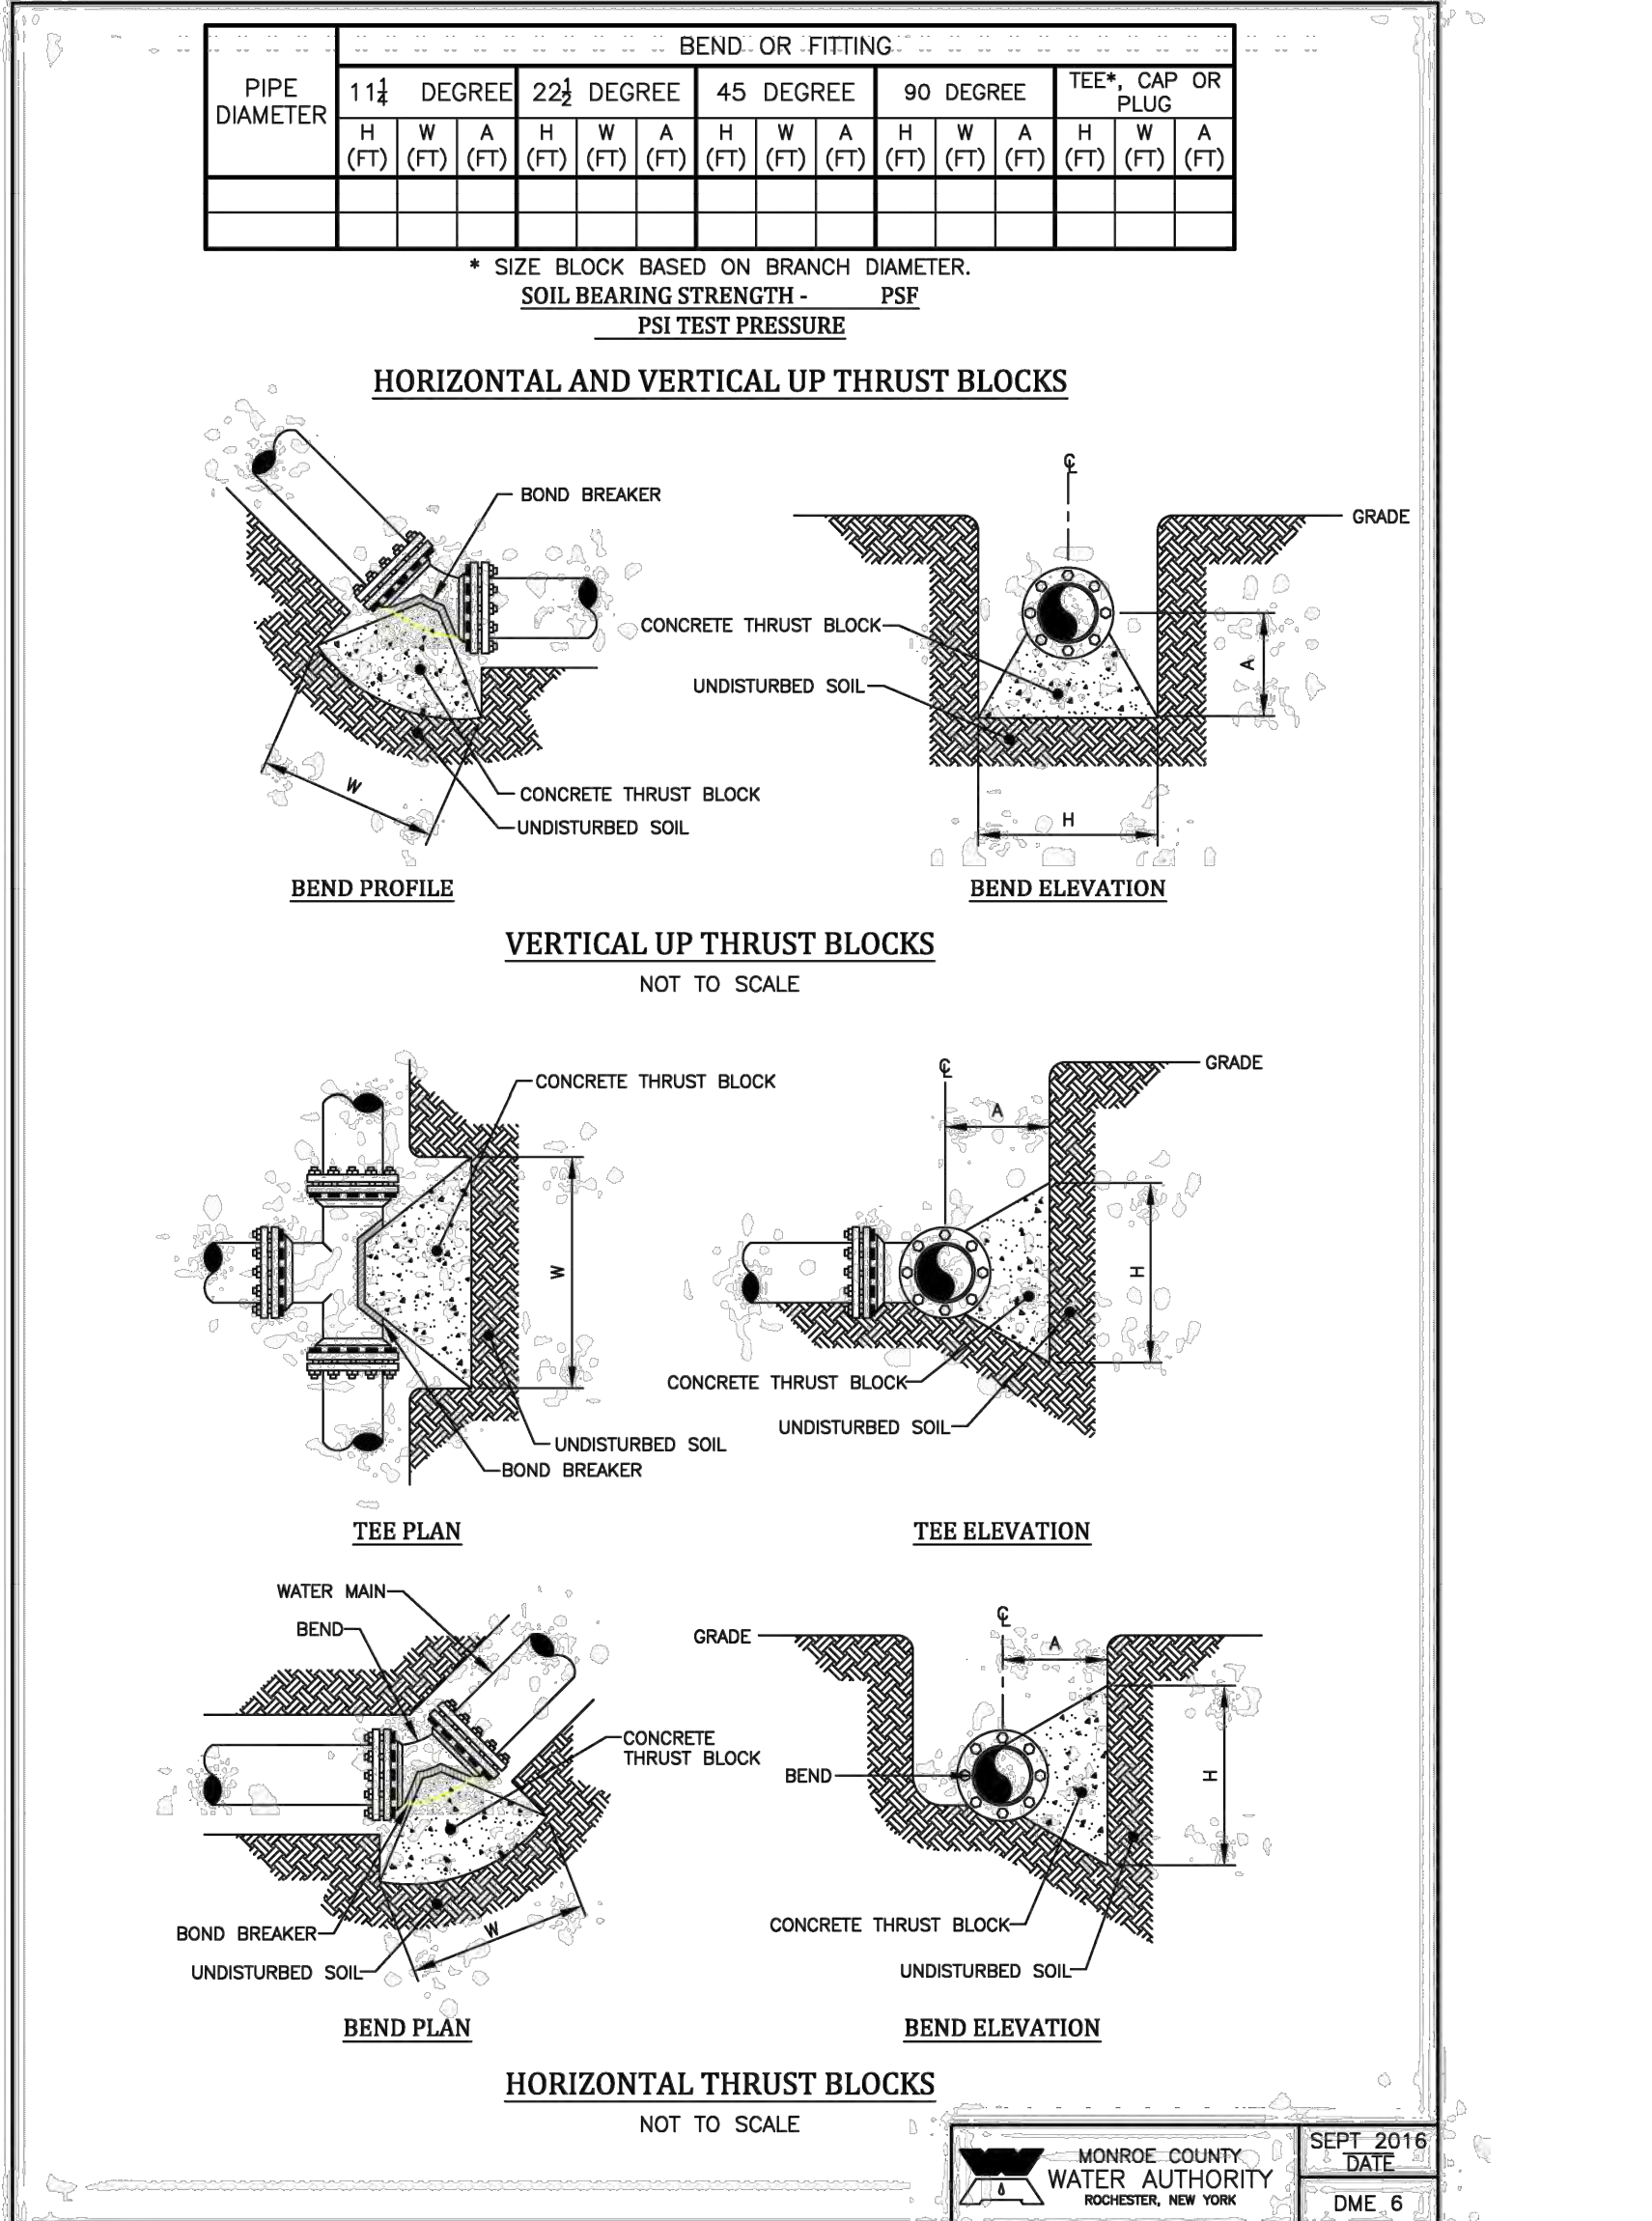 BEND OR FITTING
PIPE DIAMETER
11¼ DEGREE 22½ DEGREE 45 DEGREE 90 DEGREE TEE*, CAP OR PLUG
H (FT) W (FT) A (FT) H (FT) W (FT) A (FT) H (FT) W (FT) A (FT) H (FT) W (FT) A (FT) H (FT) W (FT) A (FT)
* SIZE BLOCK BASED ON BRANCH DIAMETER.
SOIL BEARING STRENGTH - PSF
PSI TEST PRESSURE
HORIZONTAL AND VERTICAL UP THRUST BLOCKS
BOND BREAKER
W
CONCRETE THRUST BLOCK
UNDISTURBED SOIL
BEND PROFILE
℄
GRADE
CONCRETE THRUST BLOCK
UNDISTURBED SOIL
A
H
BEND ELEVATION
VERTICAL UP THRUST BLOCKS
NOT TO SCALE
CONCRETE THRUST BLOCK
W
UNDISTURBED SOIL
BOND BREAKER
TEE PLAN
℄
GRADE
A
H
CONCRETE THRUST BLOCK
UNDISTURBED SOIL
TEE ELEVATION
WATER MAIN
BEND
CONCRETE
THRUST BLOCK
BOND BREAKER
W
UNDISTURBED SOIL
BEND PLAN
℄
GRADE
A
BEND
H
CONCRETE THRUST BLOCK
UNDISTURBED SOIL
BEND ELEVATION
HORIZONTAL THRUST BLOCKS
NOT TO SCALE
MONROE COUNTY
WATER AUTHORITY
ROCHESTER, NEW YORK
SEPT 2016
DATE
DME 6